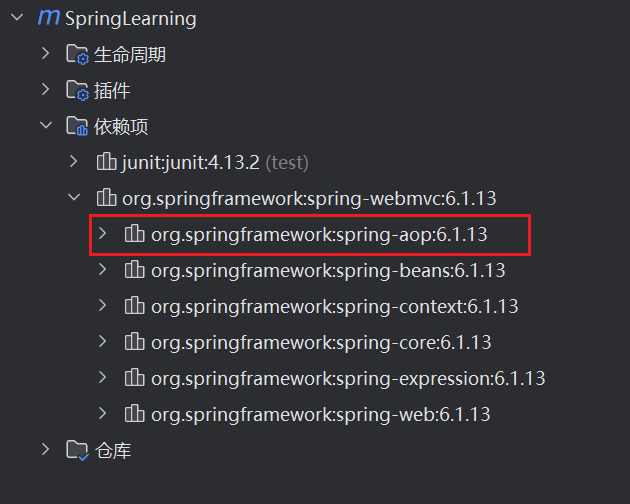 m SpringLearning
生命周期
插件
依赖项
junit:junit:4.13.2 (test)
org.springframework:spring-webmvc:6.1.13
org.springframework:spring-aop:6.1.13
org.springframework:spring-beans:6.1.13
org.springframework:spring-context:6.1.13
org.springframework:spring-core:6.1.13
org.springframework:spring-expression:6.1.13
org.springframework:spring-web:6.1.13
仓库